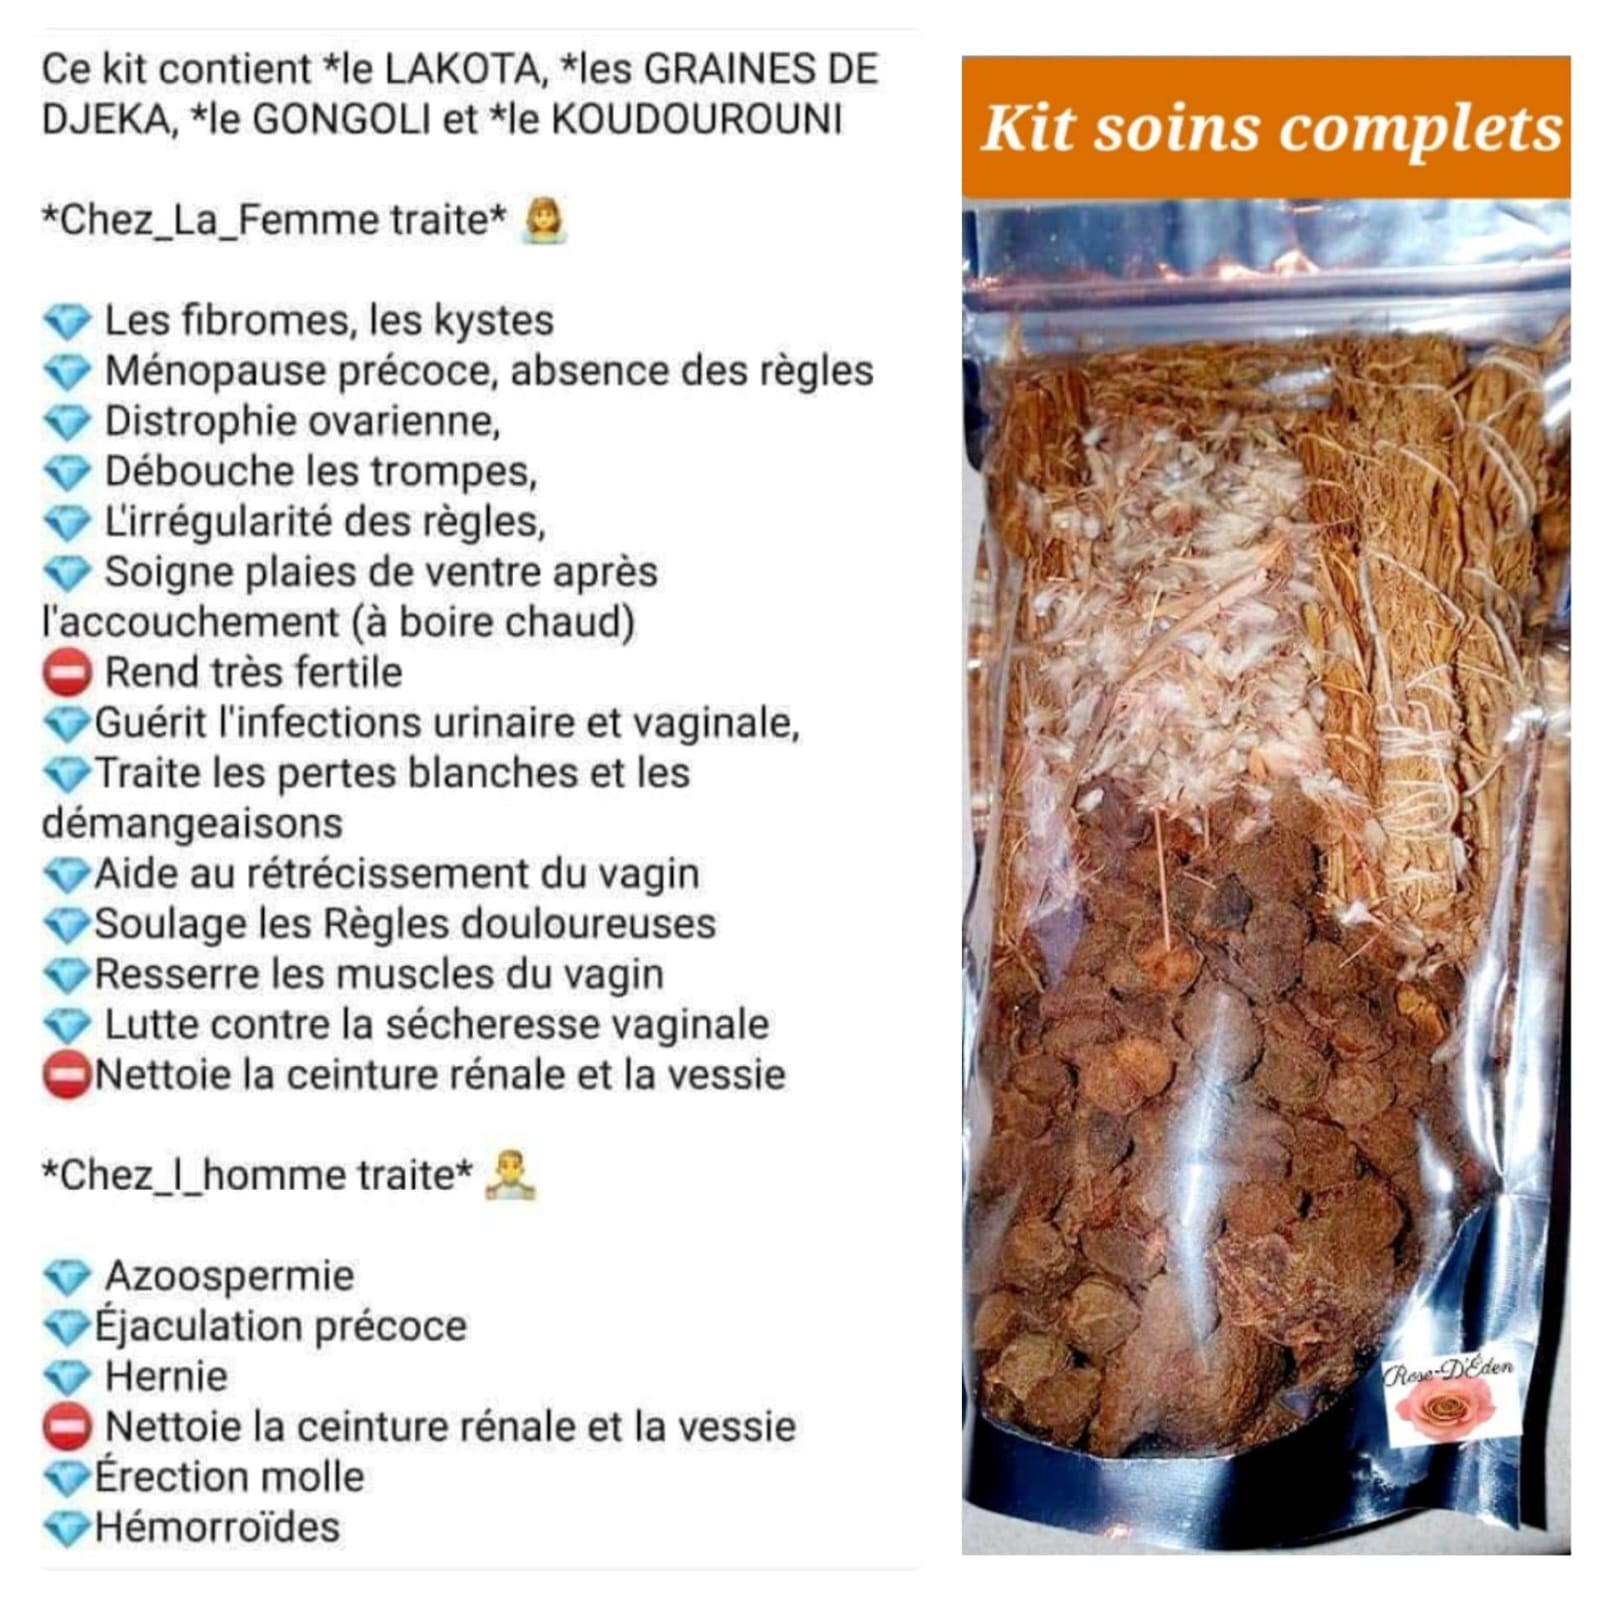 Ce kit contient *le LAKOTA, *les GRAINES DE
DJEKA, *le GONGOLI et *le KOUDOUROUNI
*Chez_La_Femme traite* 🙍‍♀️
💎 Les fibromes, les kystes
💎 Ménopause précoce, absence des règles
💎 Distrophie ovarienne,
💎 Débouche les trompes,
💎 L'irrégularité des règles,
💎 Soigne plaies de ventre après
l'accouchement (à boire chaud)
⛔ Rend très fertile
💎Guérit l'infections urinaire et vaginale,
💎Traite les pertes blanches et les
démangeaisons
💎Aide au rétrécissement du vagin
💎Soulage les Règles douloureuses
💎Resserre les muscles du vagin
💎 Lutte contre la sécheresse vaginale
⛔Nettoie la ceinture rénale et la vessie
*Chez_l_homme traite* 🙎‍♂️
💎 Azoospermie
💎Éjaculation précoce
💎 Hernie
⛔ Nettoie la ceinture rénale et la vessie
💎Érection molle
💎Hémorroïdes
Kit soins complets
Rose-D'Éden